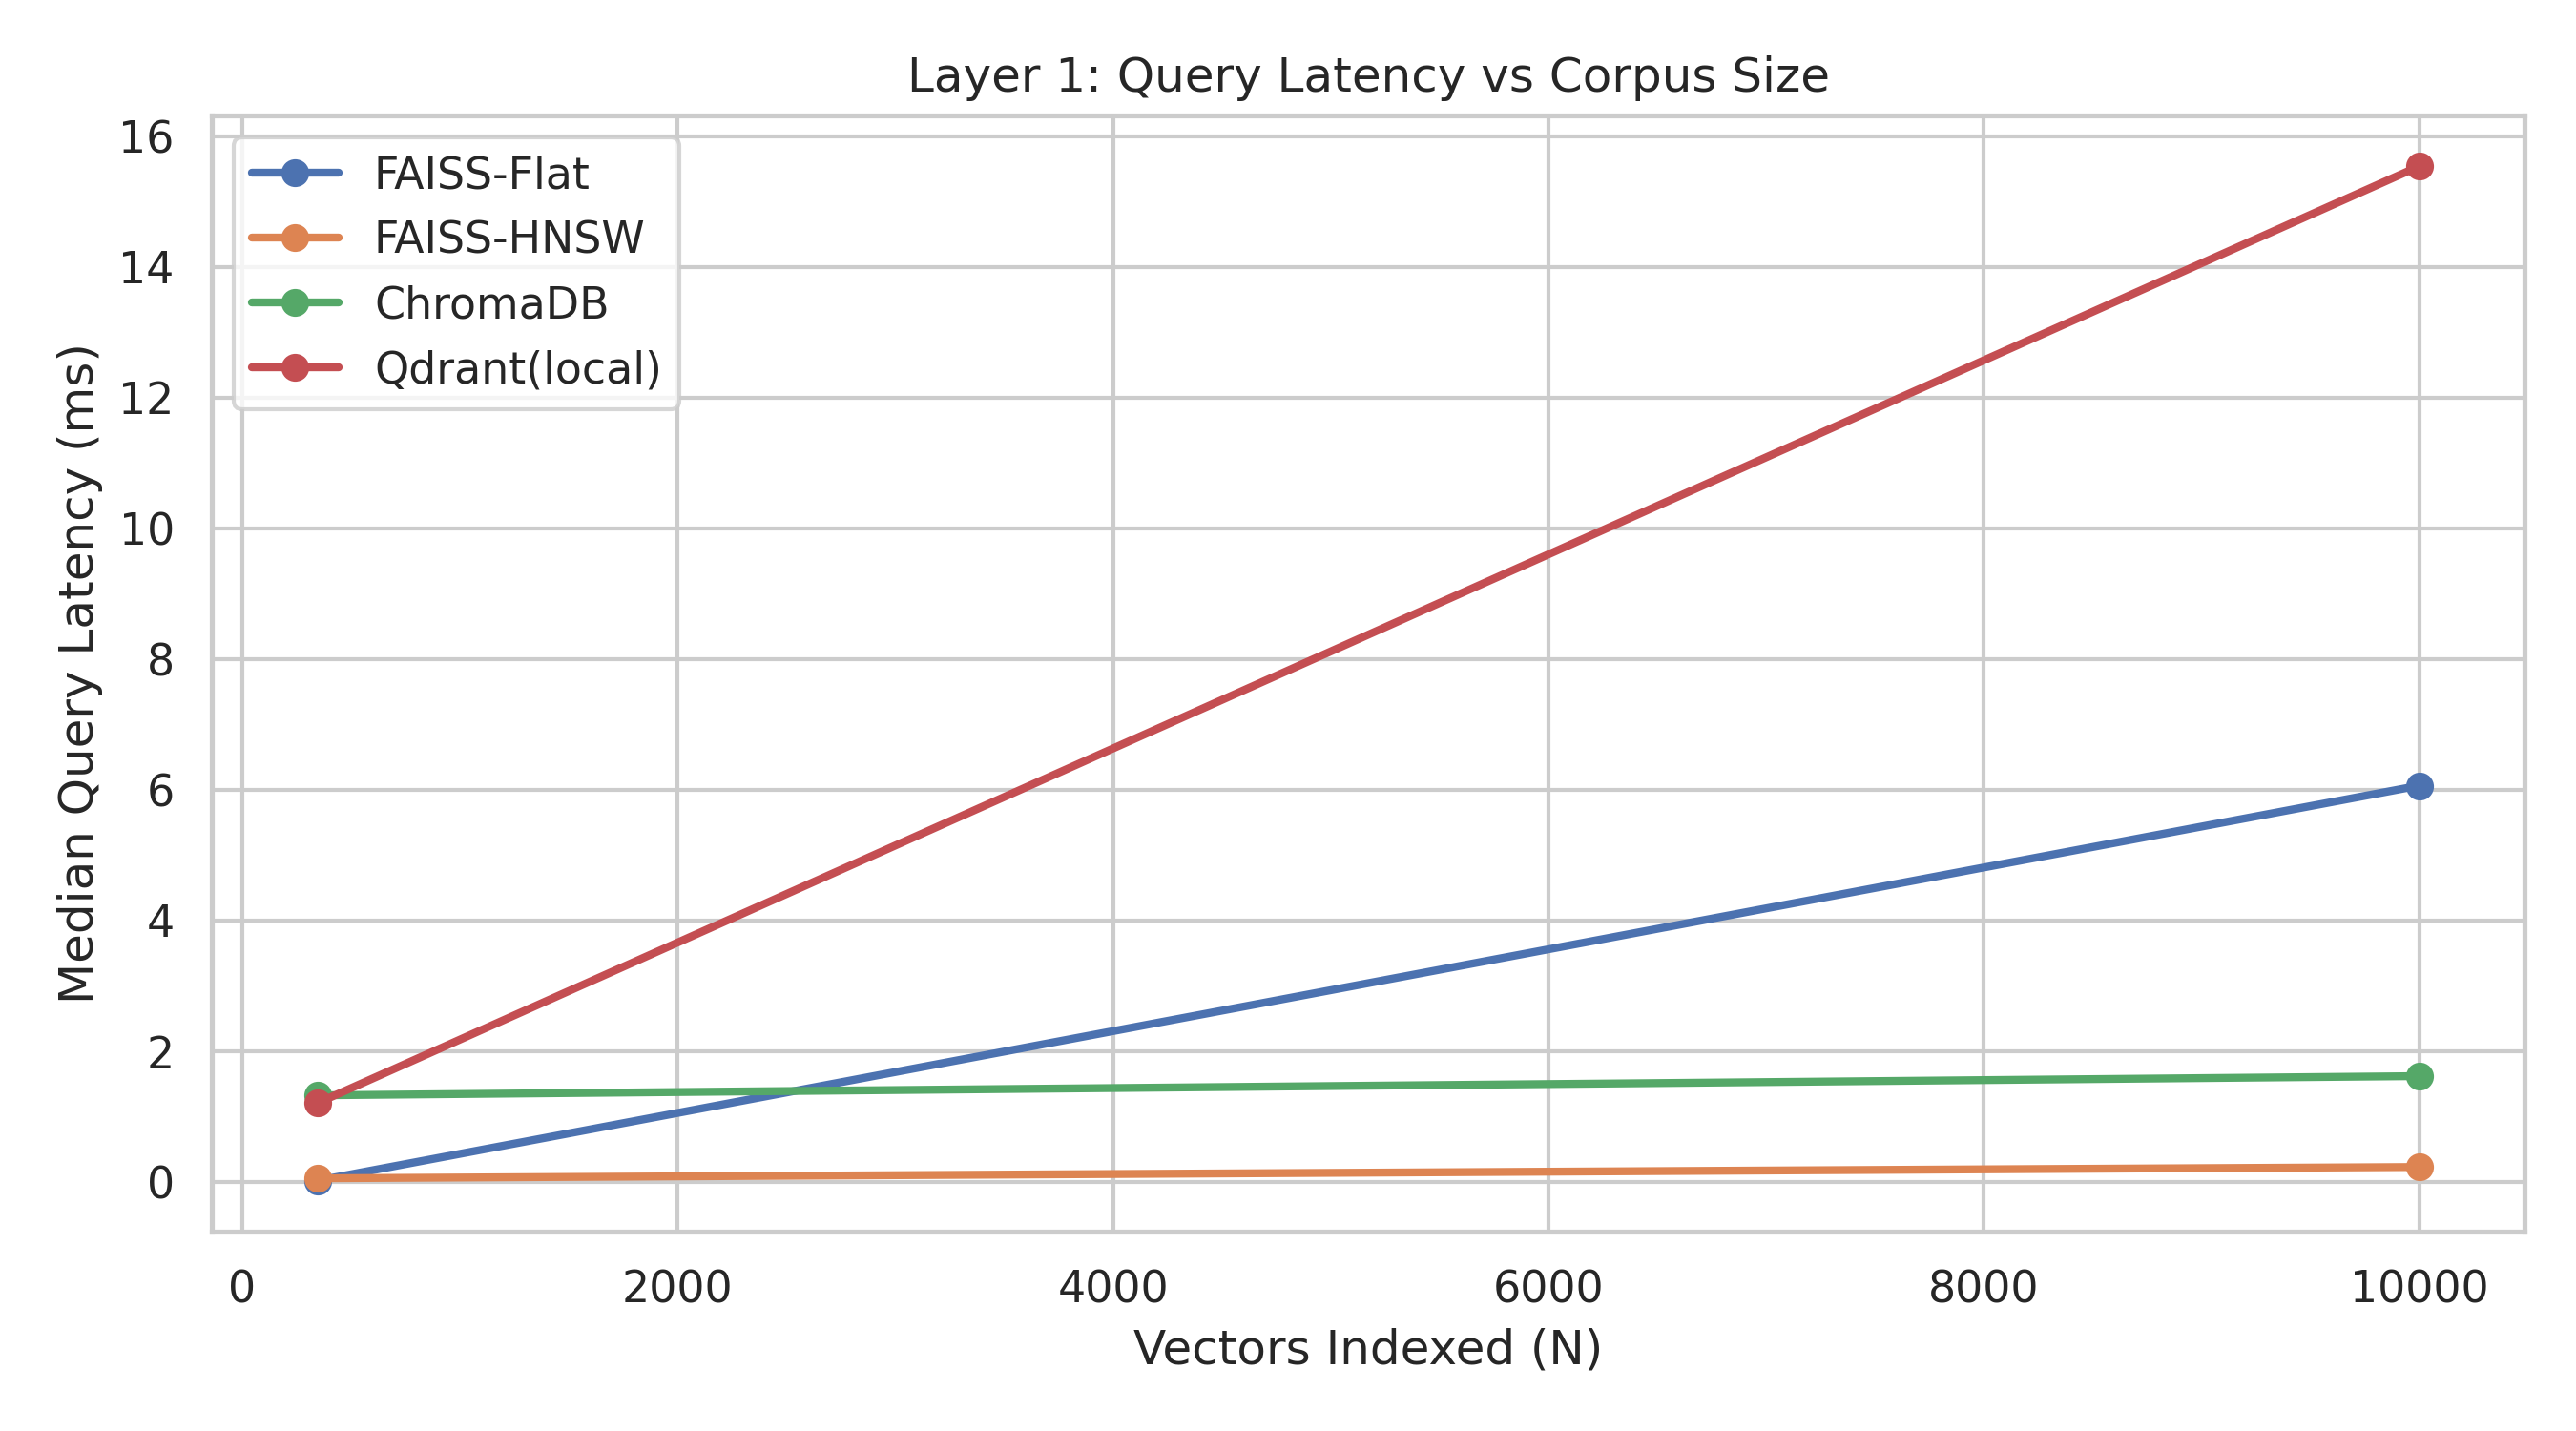 Layer 1: Query Latency vs Corpus Size
16
14
12
10
8
6
4
2
0
Median Query Latency (ms)
FAISS-Flat
FAISS-HNSW
ChromaDB
Qdrant(local)
0 2000 4000 6000 8000 10000
Vectors Indexed (N)